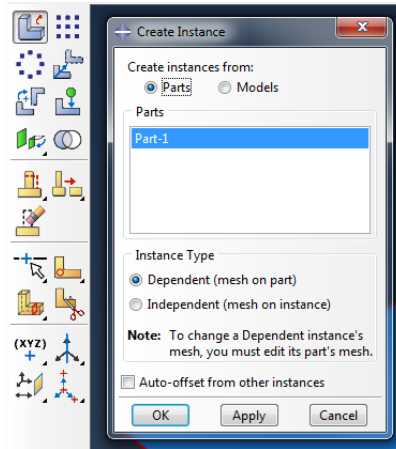 Create Instance
Create instances from:
Parts Models
Parts
Part-1
Instance Type
Dependent (mesh on part)
Independent (mesh on instance)
Note: To change a Dependent instance's
mesh, you must edit its part's mesh.
Auto-offset from other instances
OK Apply Cancel
(XYZ)